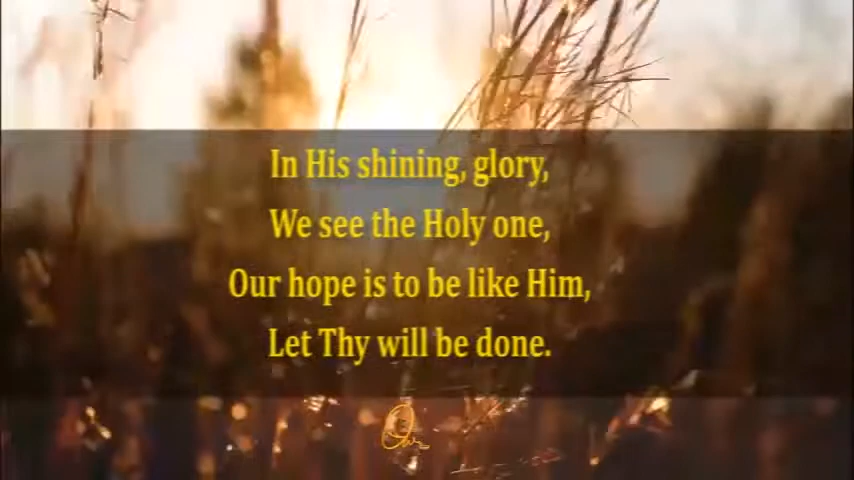 In His shining, glory,
We see the Holy one,
Our hope is to be like Him,
Let Thy will be done.